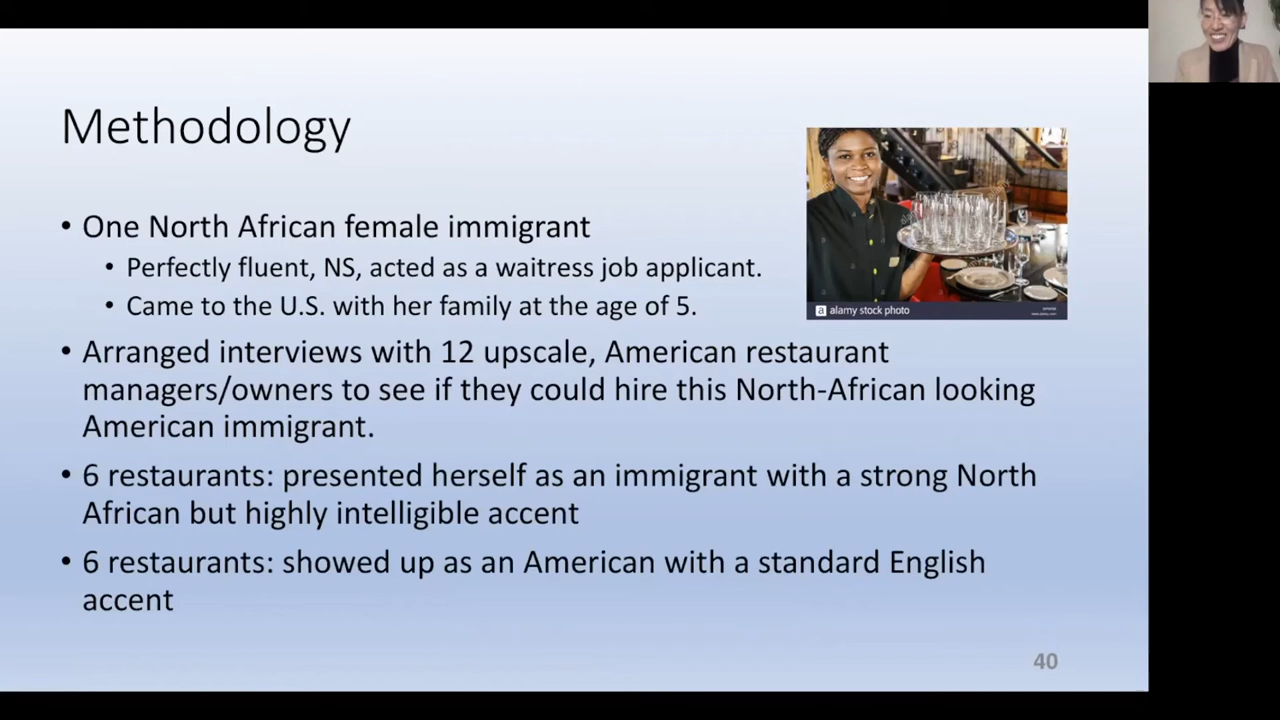 Methodology
• One North African female immigrant
• Perfectly fluent, NS, acted as a waitress job applicant.
• Came to the U.S. with her family at the age of 5.
• Arranged interviews with 12 upscale, American restaurant
managers/owners to see if they could hire this North-African looking
American immigrant.
• 6 restaurants: presented herself as an immigrant with a strong North
African but highly intelligible accent
• 6 restaurants: showed up as an American with a standard English
accent
a alamy stock photo
40